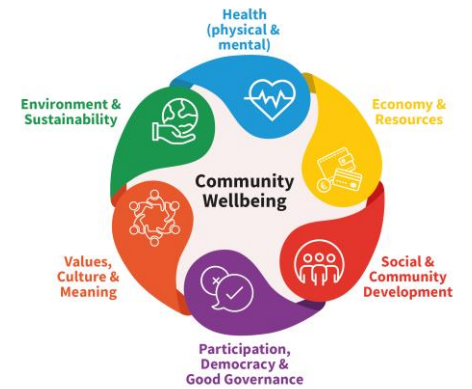 Health
(physical &
mental)
Environment &
Sustainability
Economy &
Resources
Community
Wellbeing
Values,
Culture &
Meaning
Social &
Community
Development
Participation,
Democracy &
Good Governance